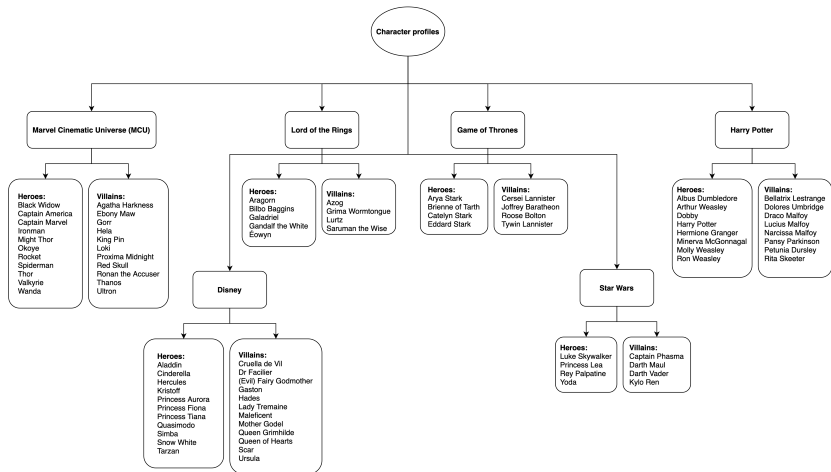 Character profiles
Marvel Cinematic Universe (MCU)
Lord of the Rings
Game of Thrones
Harry Potter
Heroes:
Black Widow
Captain America
Captain Marvel
Ironman
Might Thor
Okoye
Rocket
Spiderman
Thor
Valkyrie
Wanda
Villains:
Agatha Harkness
Ebony Maw
Gorr
Hela
King Pin
Loki
Proxima Midnight
Red Skull
Ronan the Accuser
Thanos
Ultron
Heroes:
Aragorn
Bilbo Baggins
Galadriel
Gandalf the White
Éowyn
Villains:
Azog
Grima Wormtongue
Lurtz
Saruman the Wise
Heroes:
Arya Stark
Brienne of Tarth
Catelyn Stark
Eddard Stark
Villains:
Cersei Lannister
Joffrey Baratheon
Roose Bolton
Tywin Lannister
Heroes:
Albus Dumbledore
Arthur Weasley
Dobby
Harry Potter
Hermione Granger
Minerva McGonnagal
Molly Weasley
Ron Weasley
Villains:
Bellatrix Lestrange
Dolores Umbridge
Draco Malfoy
Lucius Malfoy
Narcissa Malfoy
Pansy Parkinson
Petunia Dursley
Rita Skeeter
Disney
Star Wars
Heroes:
Aladdin
Cinderella
Hercules
Kristoff
Princess Aurora
Princess Fiona
Princess Tiana
Quasimodo
Simba
Snow White
Tarzan
Villains:
Cruella de Vil
Dr Facilier
(Evil) Fairy Godmother
Gaston
Hades
Lady Tremaine
Maleficent
Mother Godel
Queen Grimhilde
Queen of Hearts
Scar
Ursula
Heroes:
Luke Skywalker
Princess Lea
Rey Palpatine
Yoda
Villains:
Captain Phasma
Darth Maul
Darth Vader
Kylo Ren